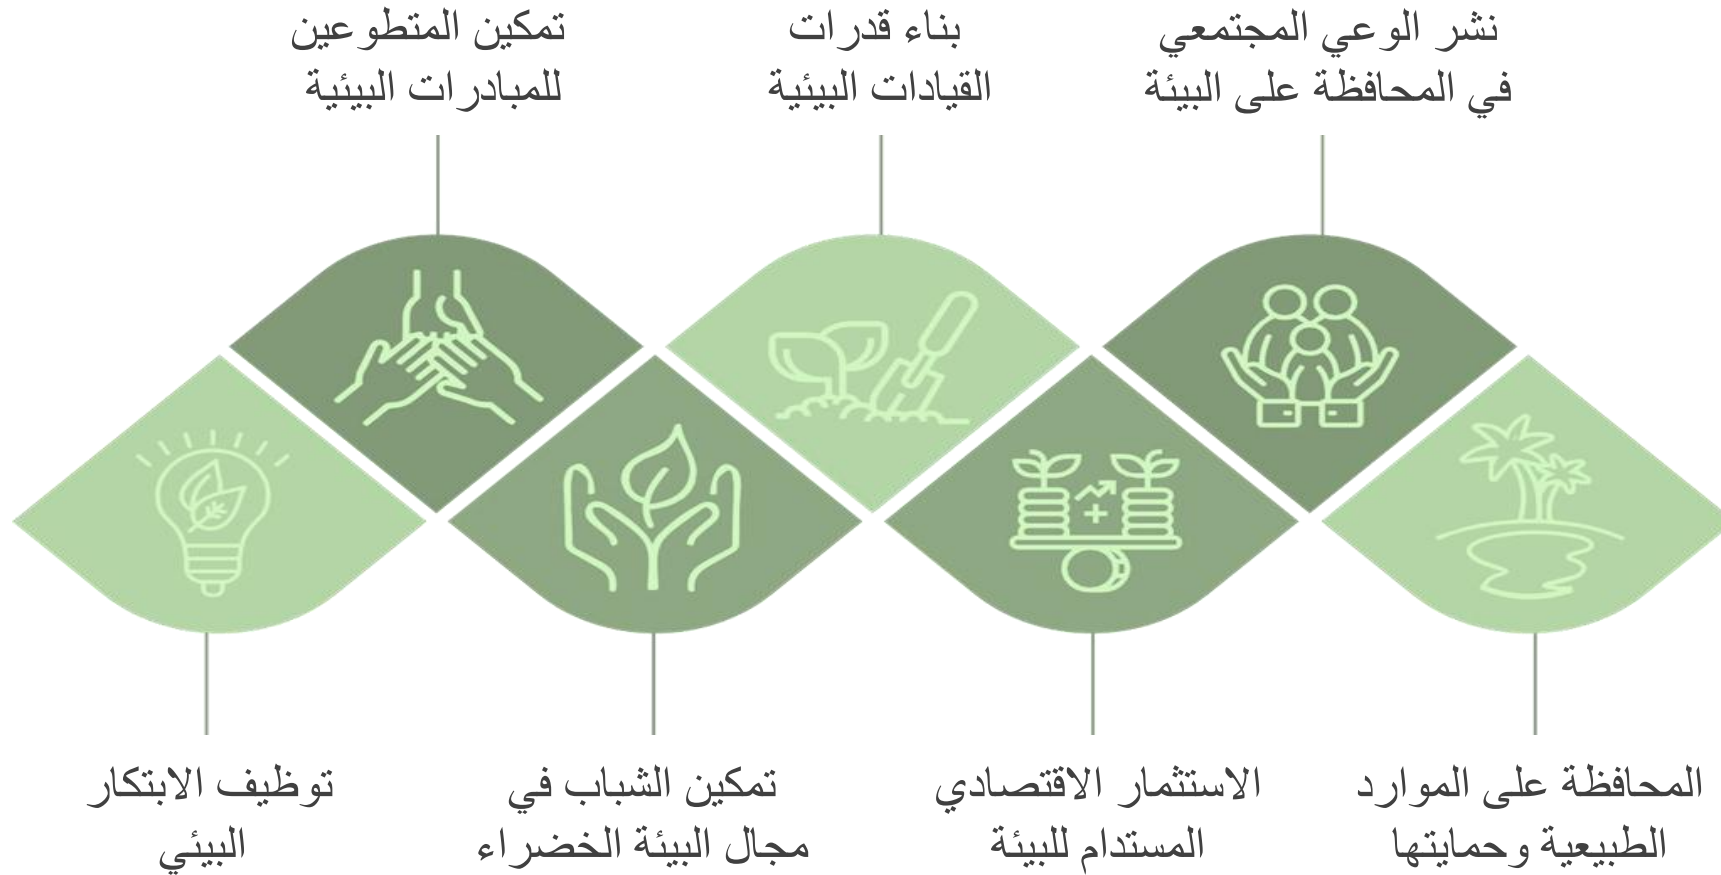 نشر الوعي المجتمعي
في المحافظة على البيئة
بناء قدرات
القيادات البيئية
تمكين المتطوعين
للمبادرات البيئية
المحافظة على الموارد
الطبيعية وحمايتها
الاستثمار الاقتصادي
المستدام للبيئة
تمكين الشباب في
مجال البيئة الخضراء
توظيف الابتكار
البيئي